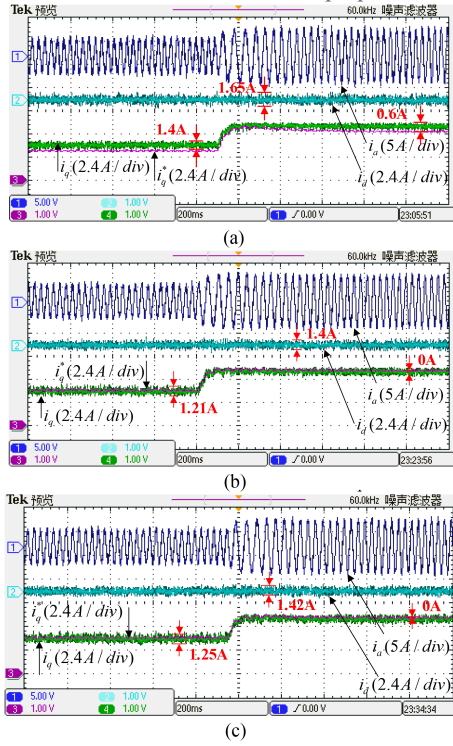 Tek 预览 60.0kHz 噪声滤波器
1
1.65A
2
1.4A
0.6A
i_a(5A/div)
i_q(2.4A/div)
i_q^*(2.4A/div)
i_d(2.4A/div)
3
1 5.00 V 2 1.00 V
3 1.00 V 4 1.00 V
200ms
1 ∫ 0.00 V
23:05:51
(a)
Tek 预览 60.0kHz 噪声滤波器
1
1.4A
2
i_q^*(2.4A/div)
0A
i_a(5A/div)
i_q(2.4A/div)
1.21A
i_d(2.4A/div)
3
1 5.00 V 2 1.00 V
3 1.00 V 4 1.00 V
200ms
1 ∫ 0.00 V
23:23:56
(b)
Tek 预览 60.0kHz 噪声滤波器
1
2
i_q^*(2.4A/div)
1.42A
0A
i_a(5A/div)
i_q(2.4A/div)
1.25A
i_d(2.4A/div)
3
1 5.00 V 2 1.00 V
3 1.00 V 4 1.00 V
200ms
1 ∫ 0.00 V
23:34:34
(c)